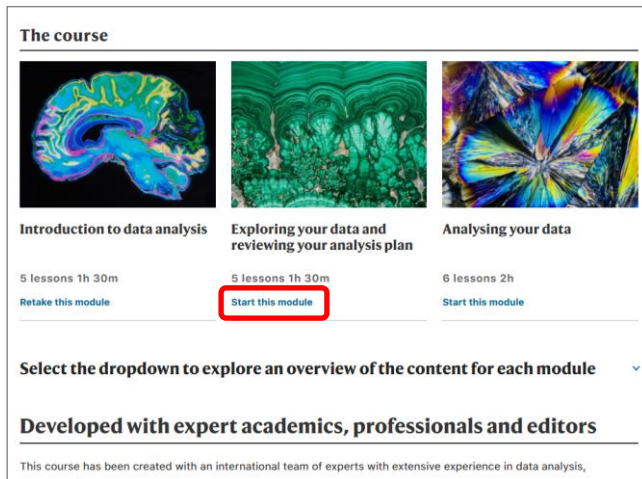 The course
Introduction to data analysis
5 lessons 1h 30m
Retake this module
Exploring your data and
reviewing your analysis plan
5 lessons 1h 30m
Start this module
Analysing your data
6 lessons 2h
Start this module
Select the dropdown to explore an overview of the content for each module
Developed with expert academics, professionals and editors
This course has been created with an international team of experts with extensive experience in data analysis,